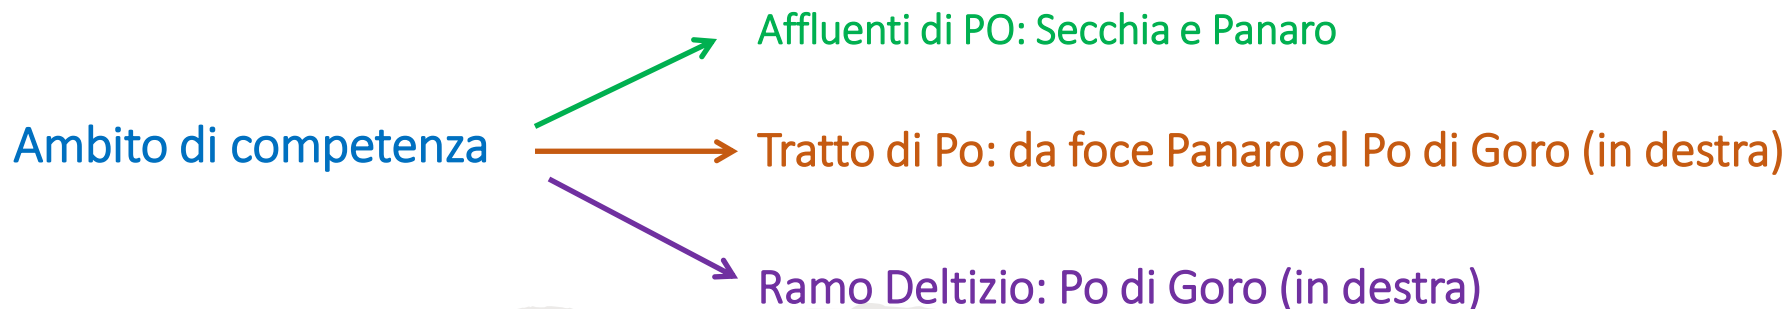 Affluenti di PO: Secchia e Panaro
Ambito di competenza
Tratto di Po: da foce Panaro al Po di Goro (in destra)
Ramo Deltizio: Po di Goro (in destra)